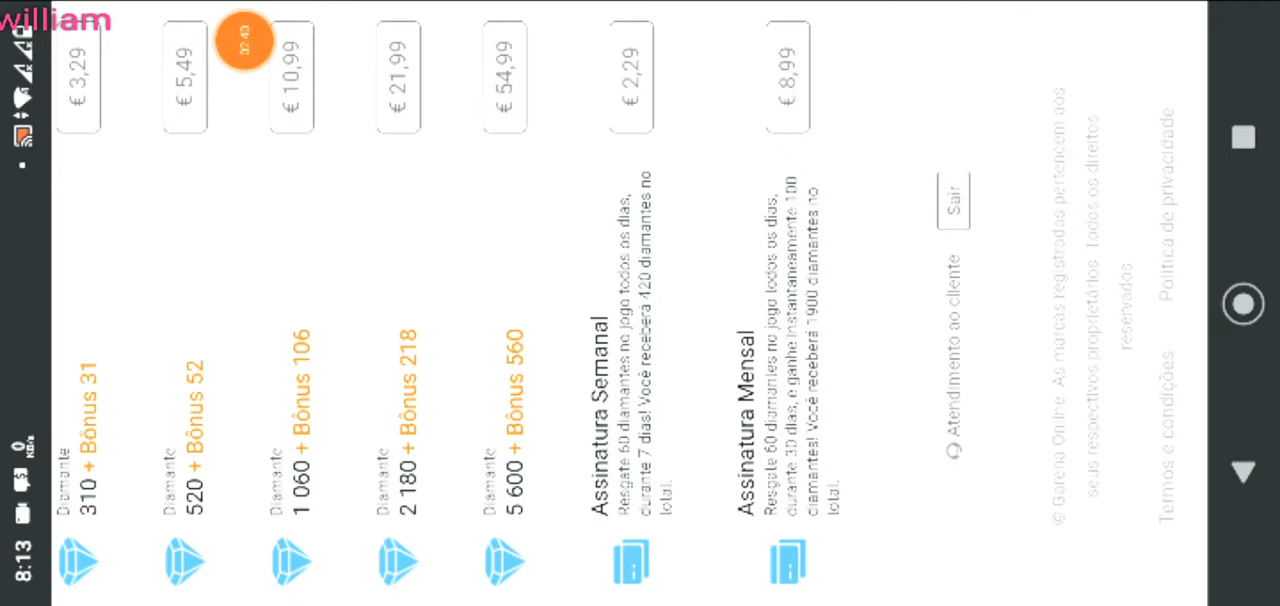 william
8:13
0
KB/s
02:40
Diamante
310 + Bônus 31
€ 3,29
Diamante
520 + Bônus 52
€ 5,49
Diamante
1 060 + Bônus 106
€ 10,99
Diamante
2 180 + Bônus 218
€ 21,99
Diamante
5 600 + Bônus 560
€ 54,99
Assinatura Semanal
Resgate 60 diamantes no jogo todos os dias,
durante 7 dias! Você receberá 420 diamantes no
total.
€ 2,29
Assinatura Mensal
Resgate 60 diamantes no jogo todos os dias,
durante 30 dias, e ganhe instantaneamente 100
diamantes! Você receberá 1900 diamantes no
total.
€ 8,99
Atendimento ao cliente
Sair
© Garena Online. As marcas registradas pertencem aos
seus respectivos proprietários. Todos os direitos
reservados
Termos e condições
Política de privacidade